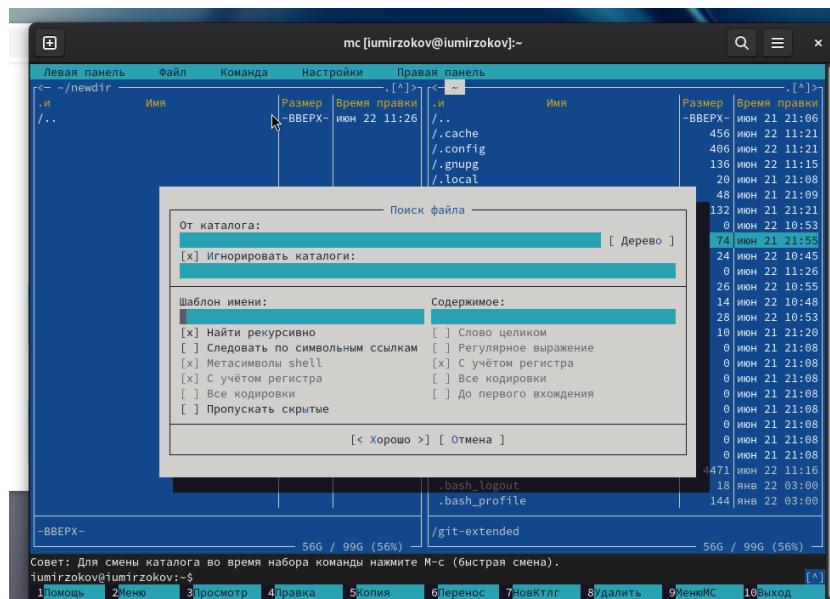 mc [iumirzokov@iumirzokov]:~
Левая панель Файл Команда Настройки Правая панель
<— ~/newdir .[^]>
.и Имя Размер Время правки
/.. -ВВЕРХ- июн 22 11:26
<— ~ .[^]>
.и Имя Размер Время правки
/.. -ВВЕРХ- июн 21 21:06
/.cache 456 июн 22 11:21
/.config 406 июн 22 11:21
/.gnupg 136 июн 22 11:15
/.local 20 июн 21 21:08
48 июн 21 21:09
132 июн 21 21:21
0 июн 22 10:53
74 июн 21 21:55
24 июн 22 10:45
0 июн 22 11:26
26 июн 22 10:55
14 июн 22 10:48
28 июн 22 10:53
10 июн 21 21:20
0 июн 21 21:08
0 июн 21 21:08
0 июн 21 21:08
0 июн 21 21:08
0 июн 21 21:08
0 июн 21 21:08
0 июн 21 21:08
0 июн 21 21:08
4471 июн 22 11:16
.bash_logout 18 янв 22 03:00
.bash_profile 144 янв 22 03:00
Поиск файла
От каталога:
[ Дерево ]
[x] Игнорировать каталоги:
Шаблон имени:
[x] Найти рекурсивно
[ ] Следовать по символьным ссылкам
[x] Метасимволы shell
[x] С учётом регистра
[ ] Все кодировки
[ ] Пропускать скрытые
Содержимое:
[ ] Слово целиком
[ ] Регулярное выражение
[x] С учётом регистра
[ ] Все кодировки
[ ] До первого вхождения
[< Хорошо >] [ Отмена ]
-ВВЕРХ-
56G / 99G (56%)
/git-extended
56G / 99G (56%)
Совет: Для смены каталога во время набора команды нажмите M-c (быстрая смена).
iumirzokov@iumirzokov:~$ [^]
1Помощь 2Меню 3Просмотр 4Правка 5Копия 6Перенос 7НовКтлг 8Удалить 9МенюMC 10Выход